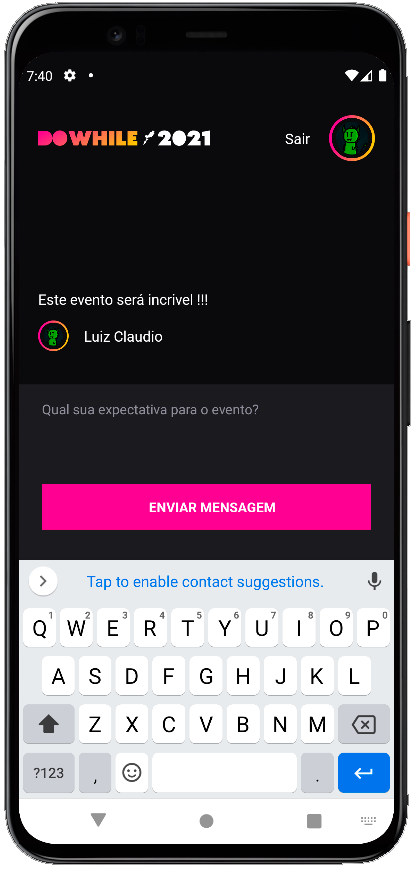 7:40
DOWHILE 2021
Sair
Este evento será incrivel !!!
Luiz Claudio
Qual sua expectativa para o evento?
ENVIAR MENSAGEM
Tap to enable contact suggestions.
1 2 3 4 5 6 7 8 9 0
Q W E R T Y U I O P
A S D F G H J K L
Z X C V B N M
?123 , .